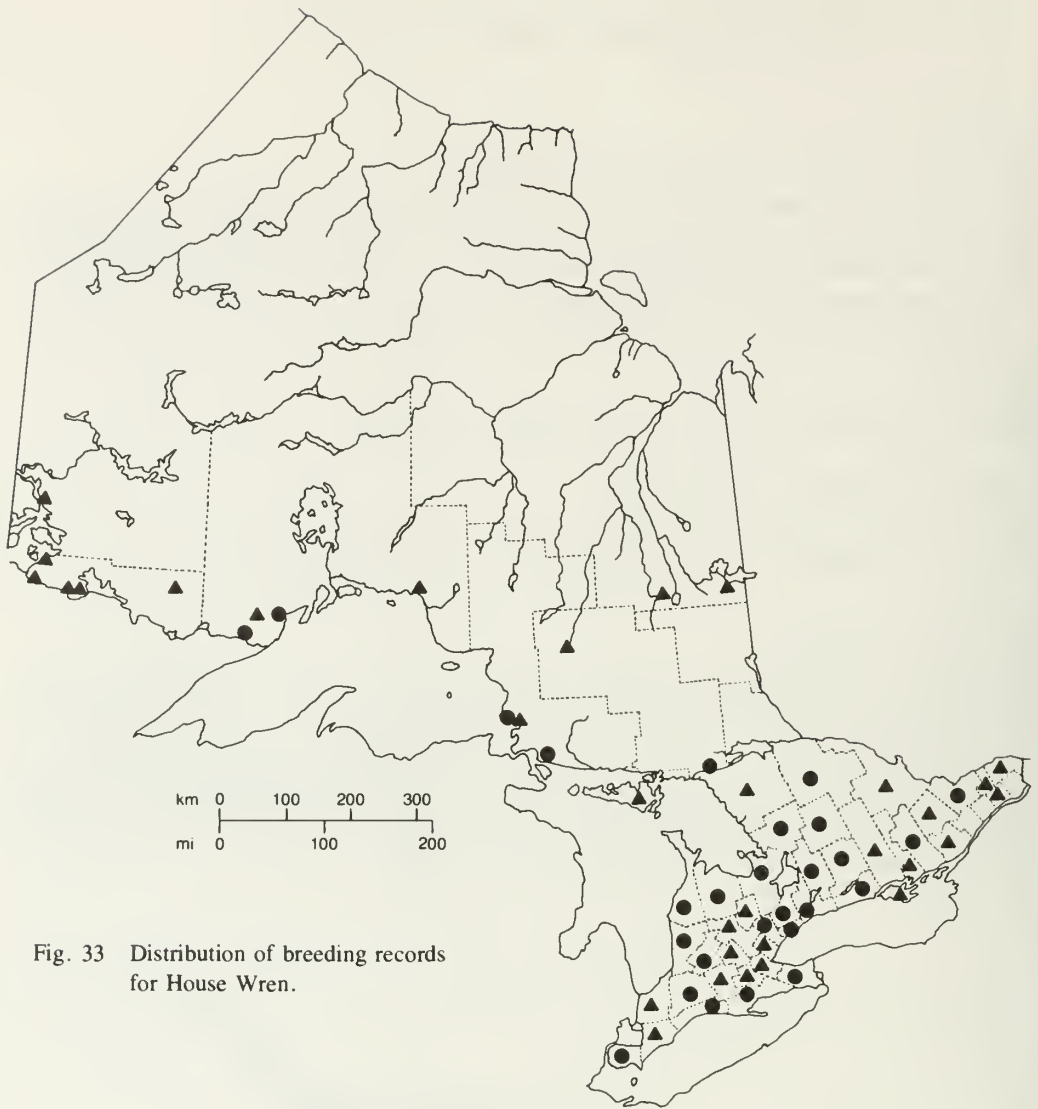 km 0 100 200 300
mi 0 100 200
Fig. 33 Distribution of breeding records
for House Wren.